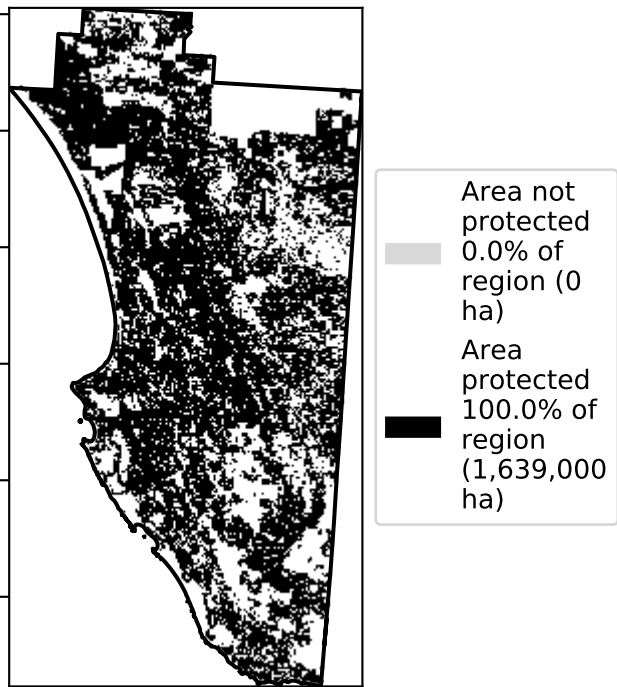 Area not
protected
0.0% of
region (0
ha)
Area
protected
100.0% of
region
(1,639,000
ha)